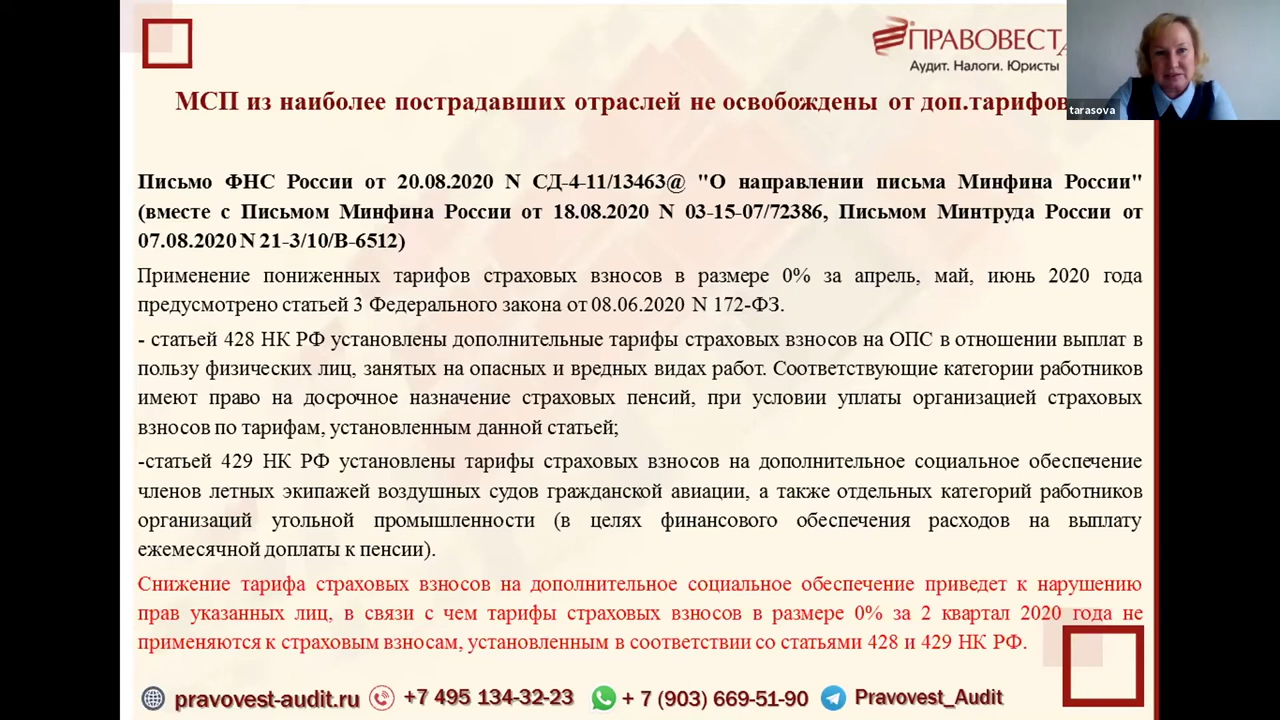 ПРАВОВЕСТ
Аудит. Налоги. Юристы
tarasova
МСП из наиболее пострадавших отраслей не освобождены от доп.тарифов
Письмо ФНС России от 20.08.2020 N СД-4-11/13463@ "О направлении письма Минфина России"
(вместе с Письмом Минфина России от 18.08.2020 N 03-15-07/72386, Письмом Минтруда России от
07.08.2020 N 21-3/10/В-6512)
Применение пониженных тарифов страховых взносов в размере 0% за апрель, май, июнь 2020 года
предусмотрено статьей 3 Федерального закона от 08.06.2020 N 172-ФЗ.
- статьей 428 НК РФ установлены дополнительные тарифы страховых взносов на ОПС в отношении выплат в
пользу физических лиц, занятых на опасных и вредных видах работ. Соответствующие категории работников
имеют право на досрочное назначение страховых пенсий, при условии уплаты организацией страховых
взносов по тарифам, установленным данной статьей;
-статьей 429 НК РФ установлены тарифы страховых взносов на дополнительное социальное обеспечение
членов летных экипажей воздушных судов гражданской авиации, а также отдельных категорий работников
организаций угольной промышленности (в целях финансового обеспечения расходов на выплату
ежемесячной доплаты к пенсии).
Снижение тарифа страховых взносов на дополнительное социальное обеспечение приведет к нарушению
прав указанных лиц, в связи с чем тарифы страховых взносов в размере 0% за 2 квартал 2020 года не
применяются к страховым взносам, установленным в соответствии со статьями 428 и 429 НК РФ.
pravovest-audit.ru +7 495 134-32-23 + 7 (903) 669-51-90 Pravovest_Audit